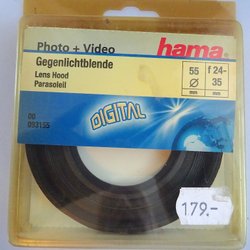 Photo + Video
hama.
Gegenlichtblende
Lens Hood
Parasoleil
55
Ø
mm
f 24-
35
mm
00
093155
DIGITAL
179.-